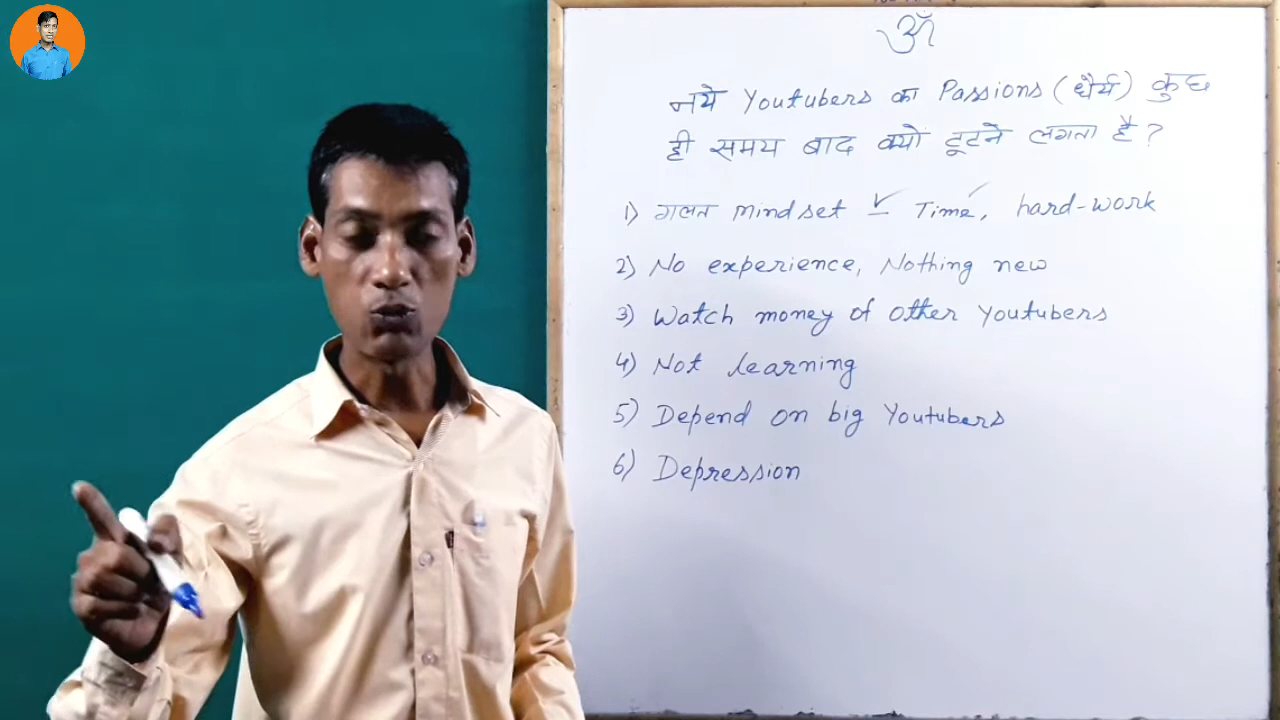 ॐ
नये Youtubers का Passions (धैर्य) कुछ
ही समय बाद क्यों टूटने लगता है ?
1) गलत mindset - Time, hard-work
2) No experience, Nothing new
3) Watch money of other Youtubers
4) Not learning
5) Depend on big Youtubers
6) Depression